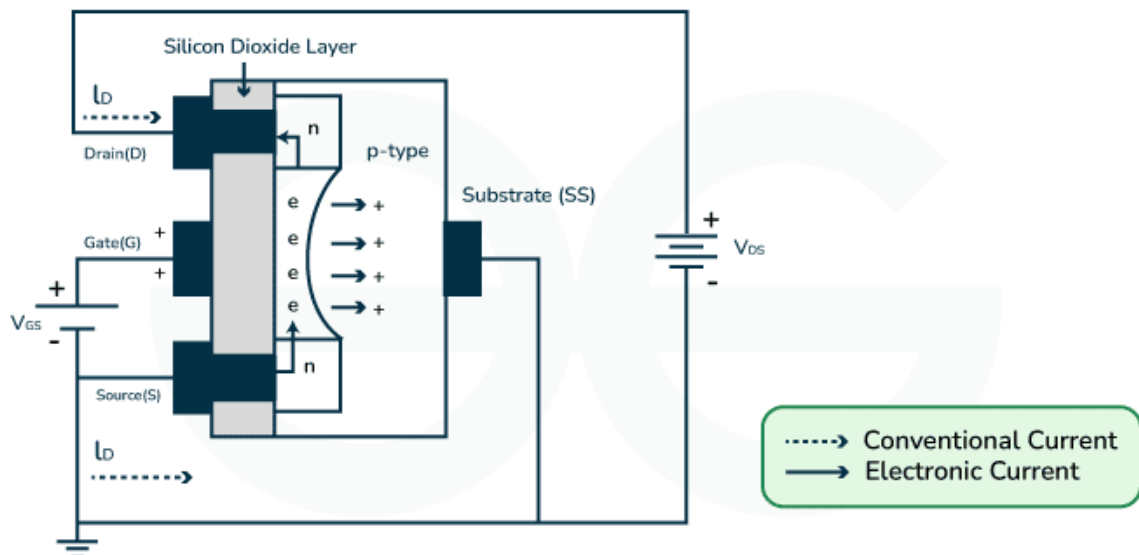 Silicon Dioxide Layer
ID
n
Drain(D)
p-type
Substrate (SS)
e
+
+
Gate(G)
+
e
+
+
VDS
e
+
-
+
VGS
-
e
+
n
Source(S)
ID
Conventional Current
Electronic Current